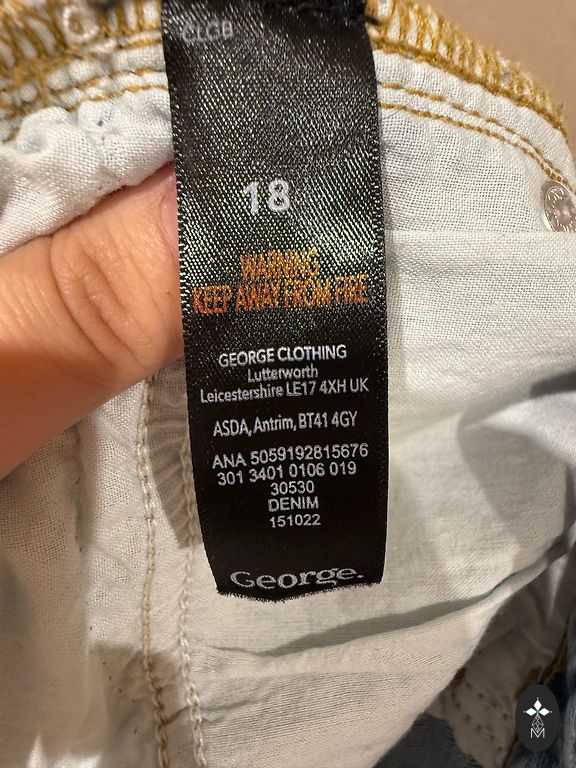 CLGB
18
WARNING
KEEP AWAY FROM FIRE
GEORGE CLOTHING
Lutterworth
Leicestershire LE17 4XH UK
ASDA, Antrim, BT41 4GY
ANA 5059192815676
301 3401 0106 019
30530
DENIM
151022
George.
M